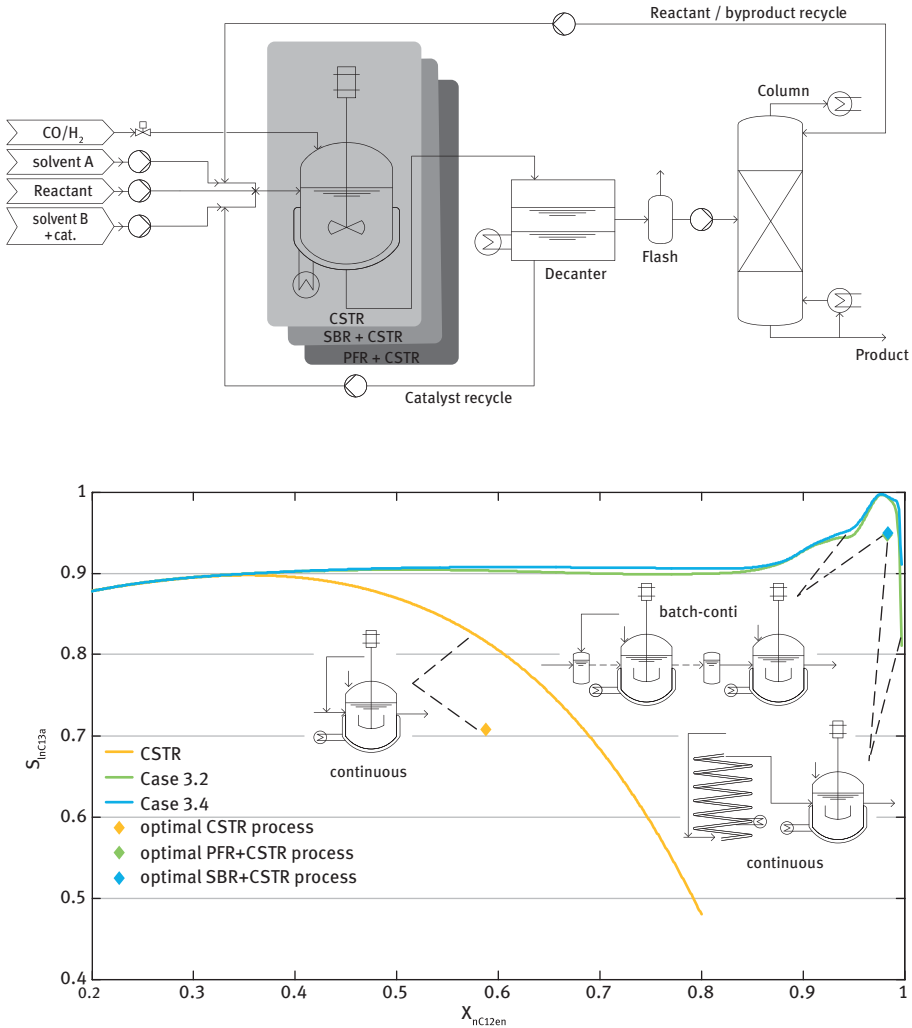 Reactant / byproduct recycle
Column
CO/H2
solvent A
Reactant
solvent B
+cat.
Decanter
Flash
CSTR
SBR + CSTR
PFR + CSTR
Product
Catalyst recycle
1
0.9
0.8
0.7
0.6
0.5
0.4
SlnC13a
batch-conti
continuous
continuous
CSTR
Case 3.2
Case 3.4
optimal CSTR process
optimal PFR+CSTR process
optimal SBR+CSTR process
0.2 0.3 0.4 0.5 0.6 0.7 0.8 0.9 1
XnC12en